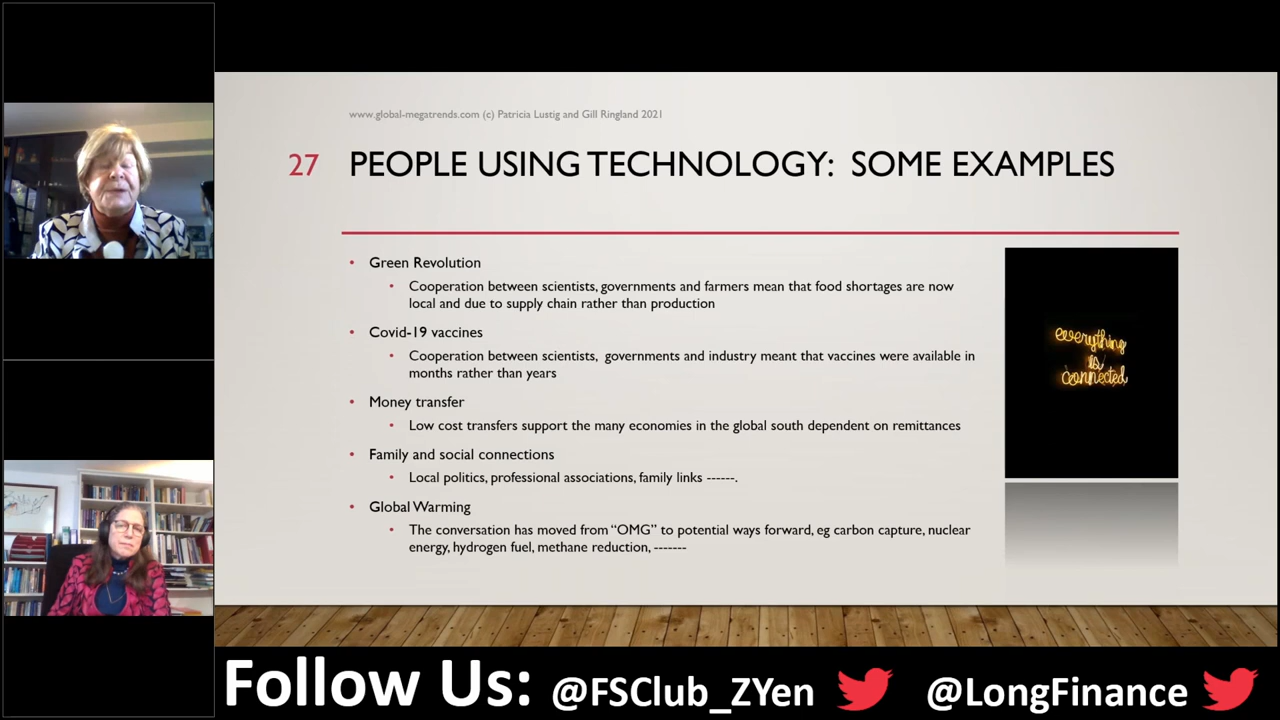 www.global-megatrends.com (c) Patricia Lustig and Gill Ringland 2021
27 PEOPLE USING TECHNOLOGY: SOME EXAMPLES
• Green Revolution
• Cooperation between scientists, governments and farmers mean that food shortages are now
local and due to supply chain rather than production
• Covid-19 vaccines
• Cooperation between scientists, governments and industry meant that vaccines were available in
months rather than years
• Money transfer
• Low cost transfers support the many economies in the global south dependent on remittances
• Family and social connections
• Local politics, professional associations, family links ------.
• Global Warming
• The conversation has moved from “OMG” to potential ways forward, eg carbon capture, nuclear
energy, hydrogen fuel, methane reduction, -------
everything
is
connected
Follow Us: @FSClub_ZYen @LongFinance